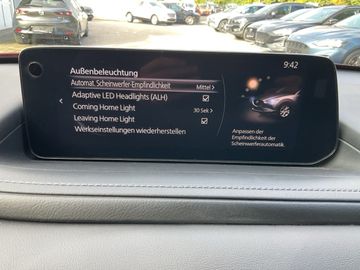 9:42
Außenbeleuchtung
Automat. Scheinwerfer-Empfindlichkeit Mittel
Adaptive LED Headlights (ALH)
Coming Home Light 30 Sek
Leaving Home Light
Werkseinstellungen wiederherstellen
Anpassen der
Empfindlichkeit der
Scheinwerferautomatik.